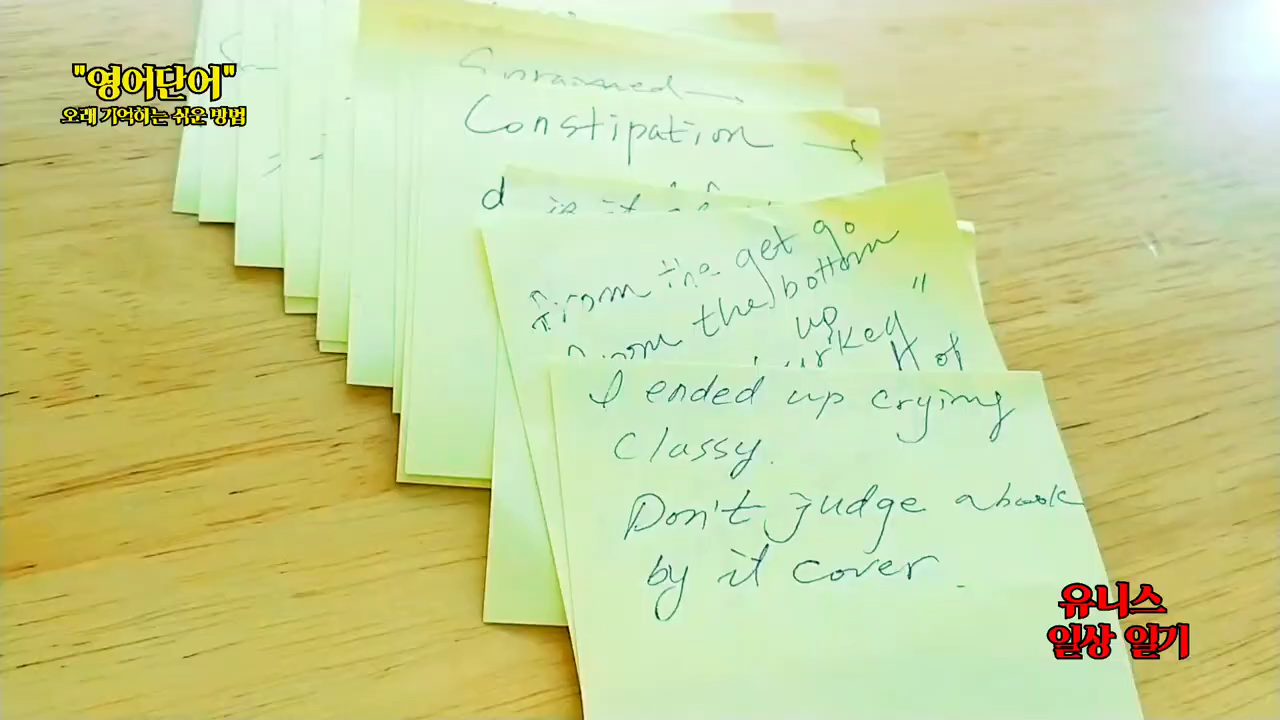 "영어단어"
오래 기억하는 쉬운 방법
Constipation →
From the get go
From the bottom
up
I ended up crying
Classy.
Don't judge a book
by it cover.
유니스
일상 일기